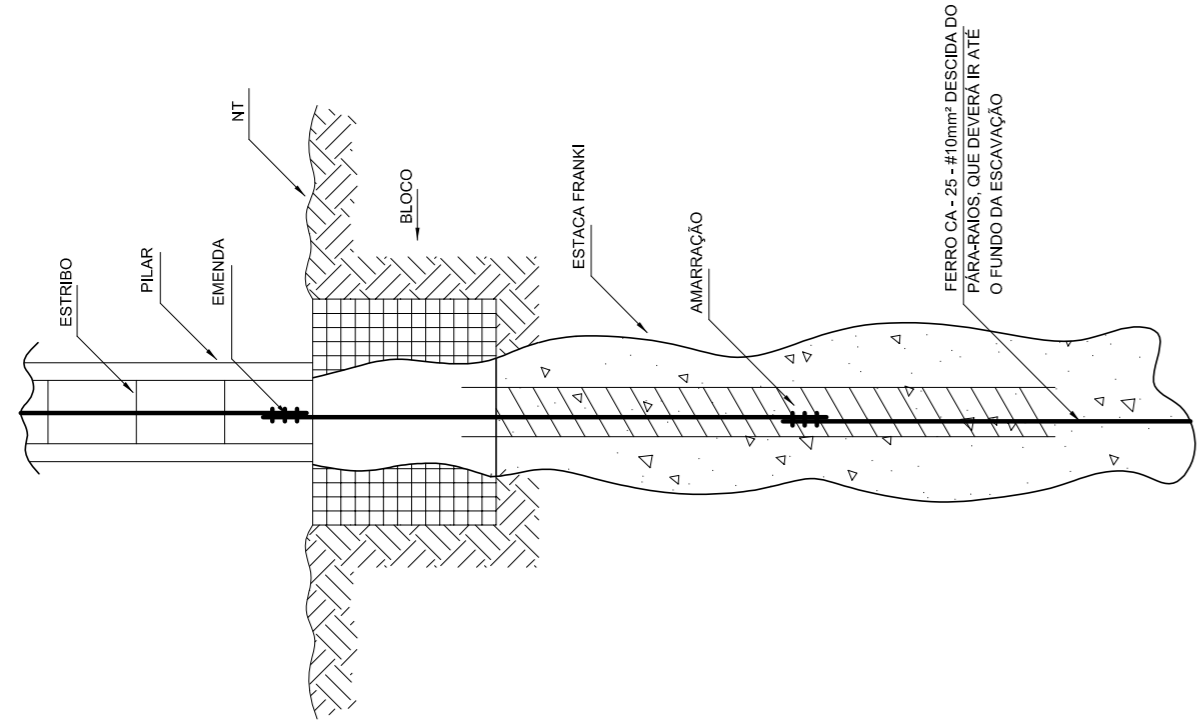 NT
ESTRIBO
PILAR
EMENDA
BLOCO
ESTACA FRANKI
AMARRAÇÃO
FERRO CA - 25 - #10mm² DESCIDA DO
PÁRA-RAIOS, QUE DEVERÁ IR ATÉ
O FUNDO DA ESCAVAÇÃO